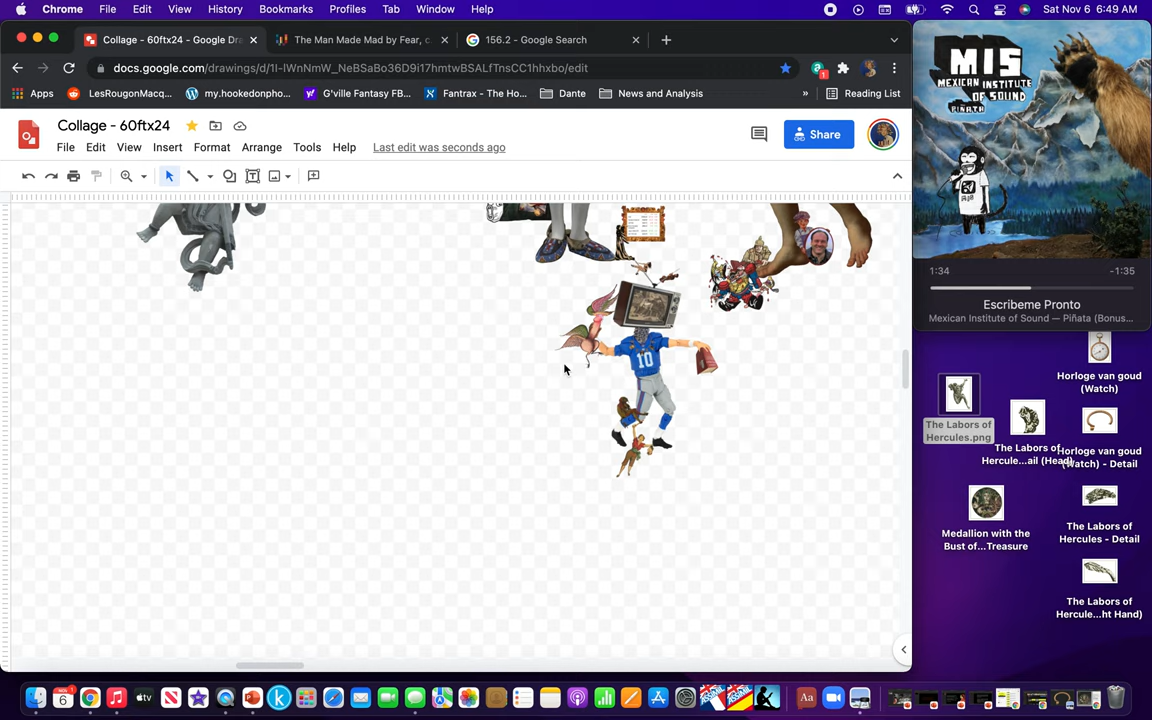 Chrome File Edit View History Bookmarks Profiles Tab Window Help Sat Nov 6 6:49 AM
Collage - 60ftx24 - Google Dra The Man Made Mad by Fear, c. 156.2 - Google Search
docs.google.com/drawings/d/1I-IWnNmW_NeBSaBo36D9i17hmtwBSALfTnsCC1hhxbo/edit
Apps LesRougonMacq... my.hookedonpho... G'ville Fantasy FB... Fantrax - The Ho... Dante News and Analysis » Reading List
Collage - 60ftx24
Share
File Edit View Insert Format Arrange Tools Help Last edit was seconds ago
10
MIS
MEXICAN INSTITUTE
OF SOUND
PIÑATA
1:34 -1:35
Escribeme Pronto
Mexican Institute of Sound — Piñata (Bonus...
Horloge van goud
(Watch)
The Labors of
Hercules.png
The Labors of
Hercule...ail (Head)
Horloge van goud
(Watch) - Detail
Medallion with the
Bust of...Treasure
The Labors of
Hercules - Detail
The Labors of
Hercule...ht Hand)
NOV
6
tv
Aa